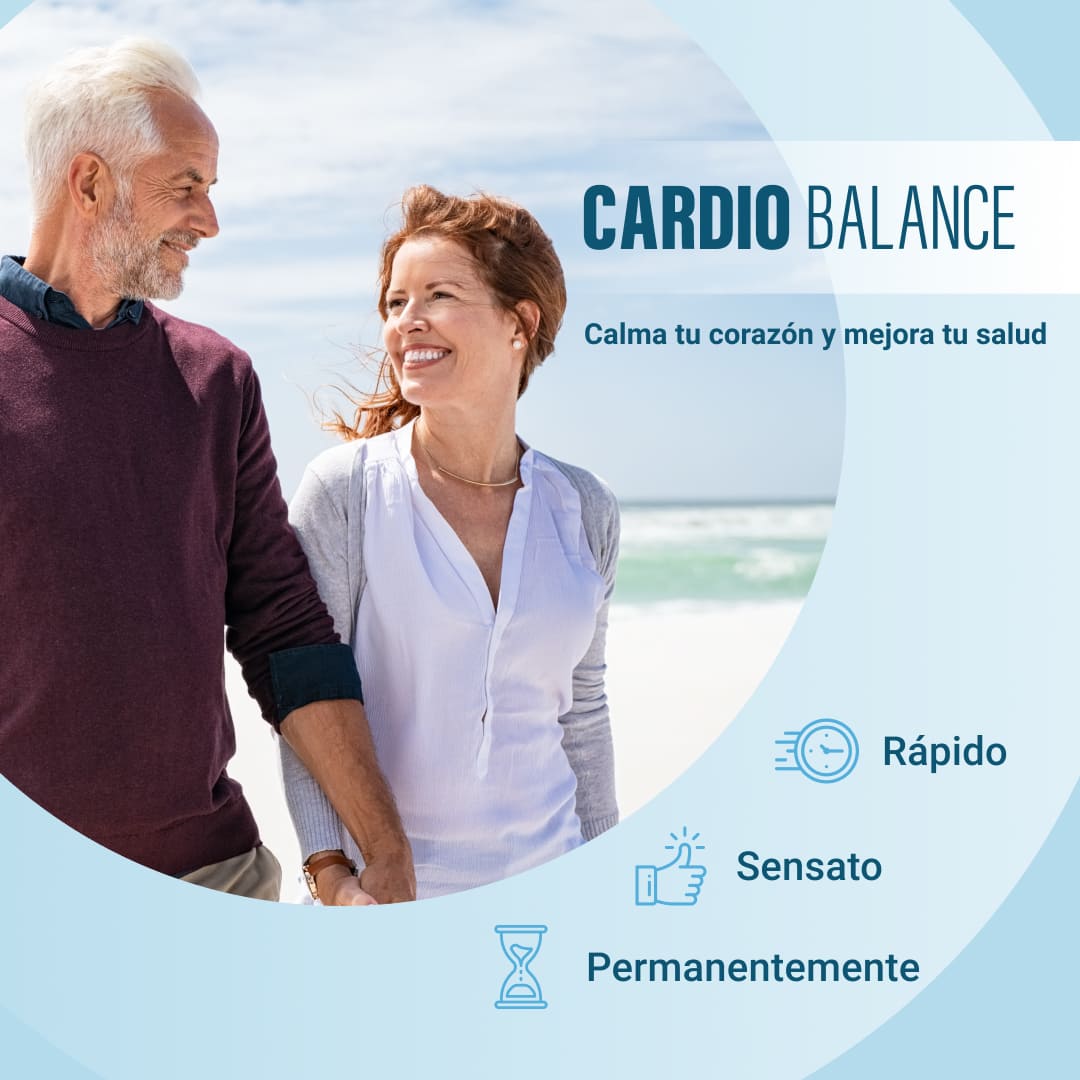 CARDIO BALANCE
Calma tu corazón y mejora tu salud
Rápido
Sensato
Permanentemente